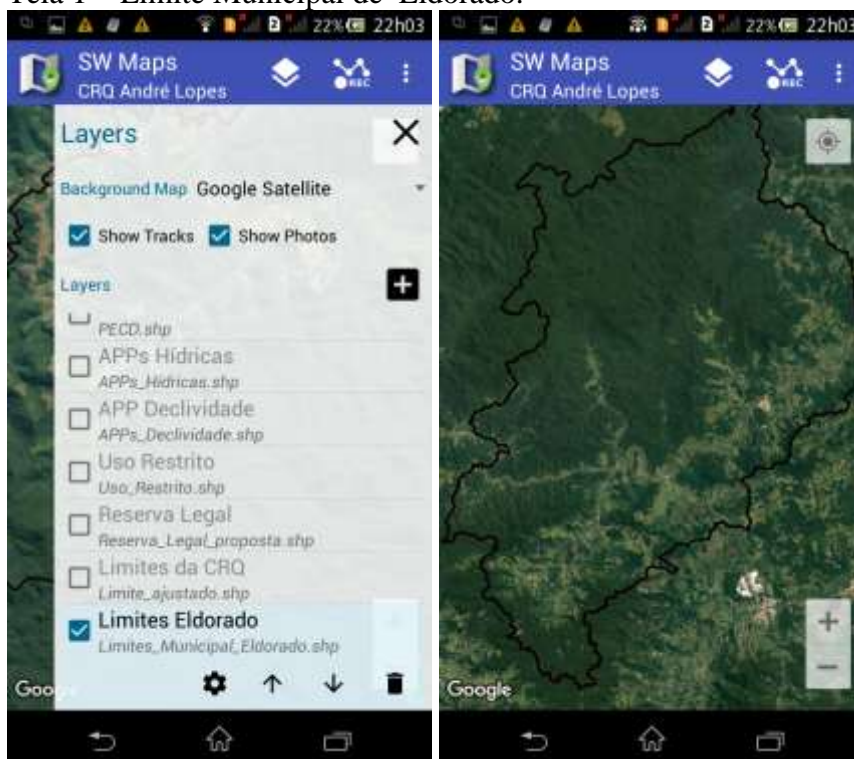 Tela 1 – Limite Municipal de Eldorado.
22% 22h03
SW Maps
CRQ André Lopes
REC
Layers
Background Map Google Satellite
Show Tracks Show Photos
Layers
PECD.shp
APPs Hídricas
APPs_Hidricas.shp
APP Declividade
APPs_Declividade.shp
Uso Restrito
Uso_Restrito.shp
Reserva Legal
Reserva_Legal_proposta.shp
Limites da CRQ
Limite_ajustado.shp
Limites Eldorado
Limites_Municipal_Eldorado.shp
Goo
22% 22h03
SW Maps
CRQ André Lopes
REC
Google